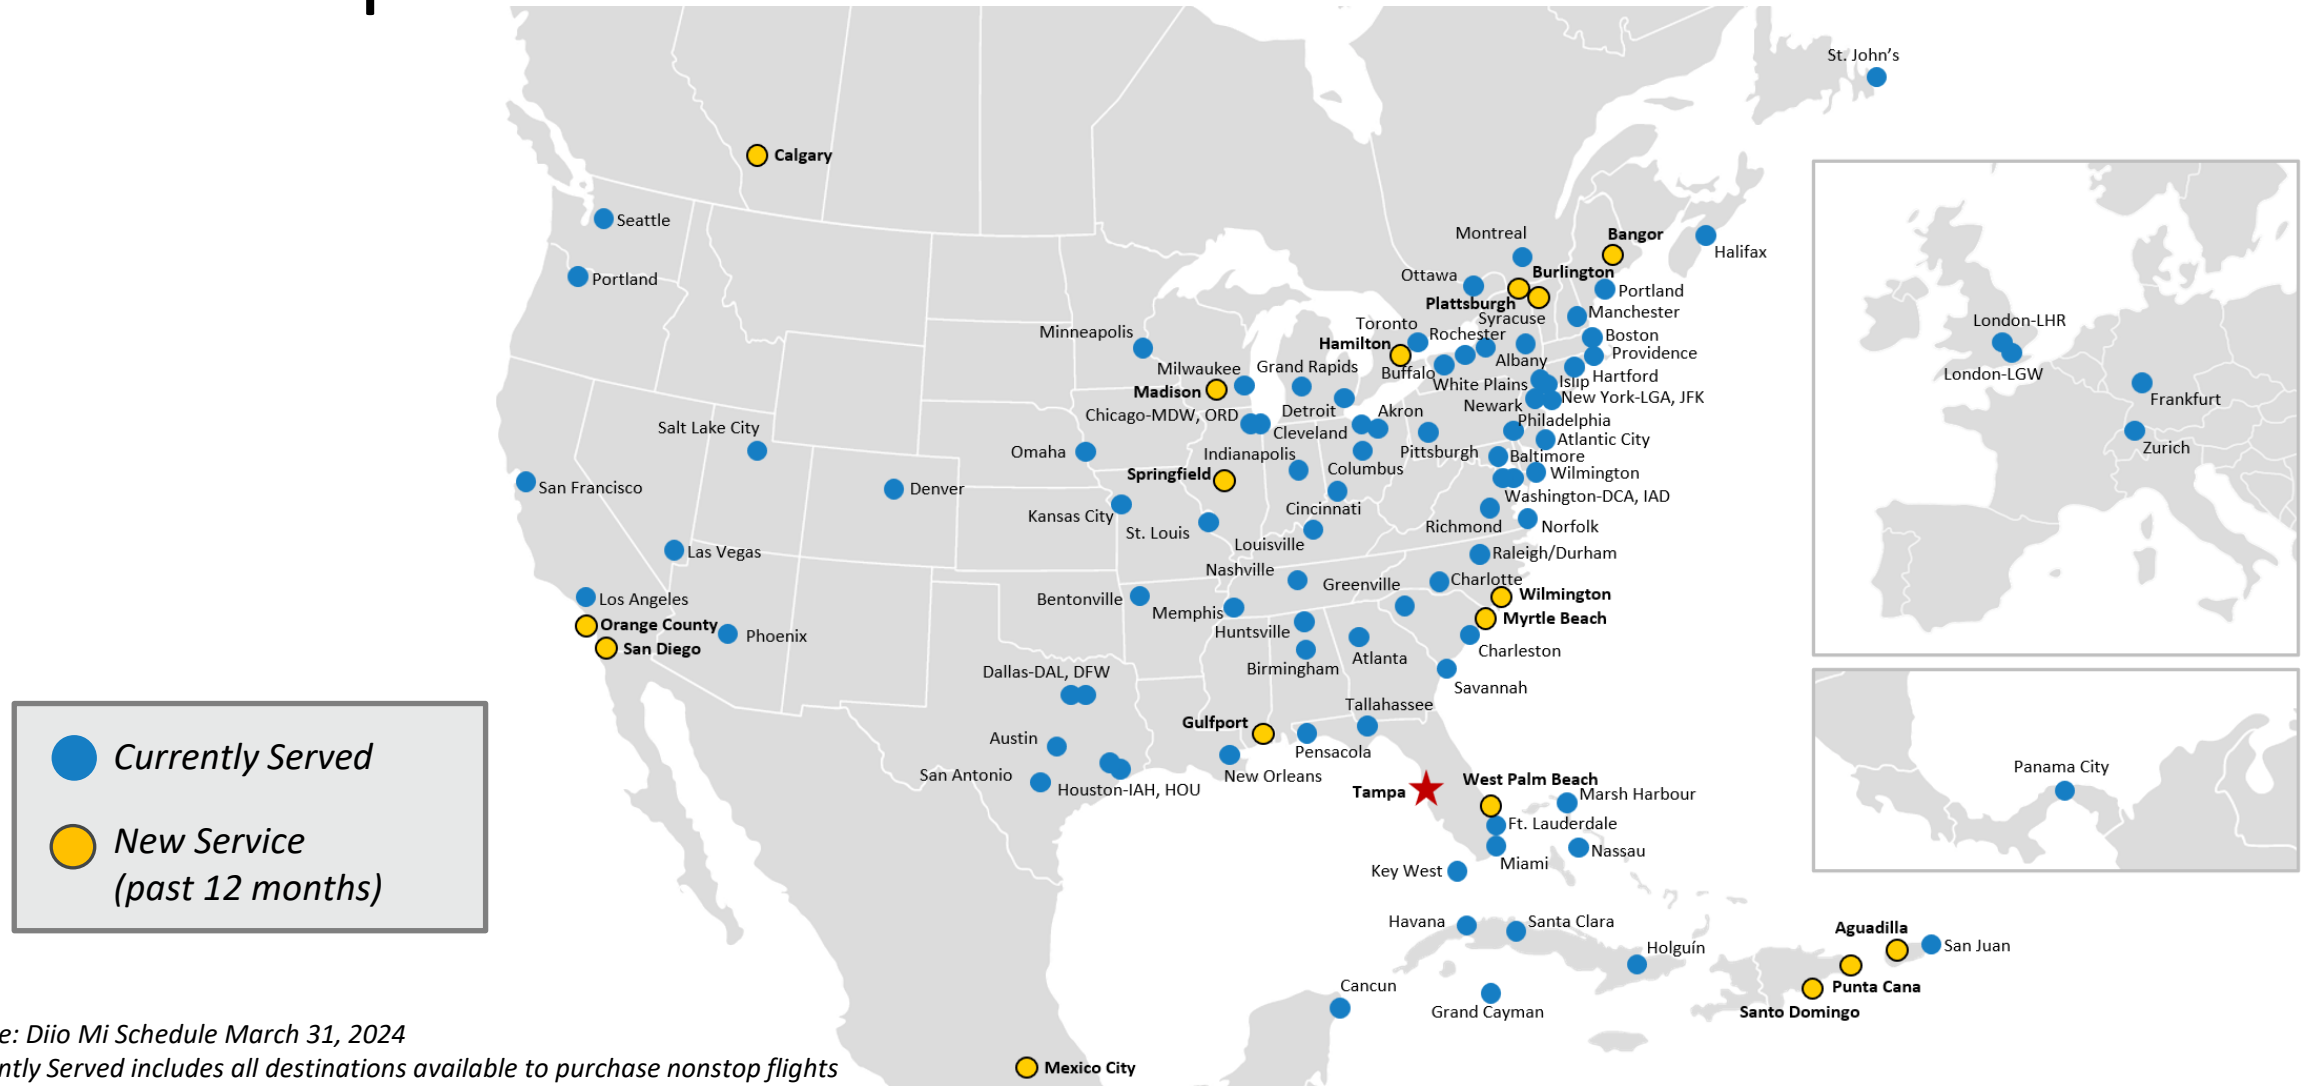 St. John's
Calgary
Seattle
Portland
Montreal
Bangor
Halifax
Ottawa
Burlington
Plattsburgh
Portland
Syracuse
Manchester
Toronto
Rochester
Hamilton
Boston
Minneapolis
Milwaukee
Grand Rapids
Buffalo
Albany
Providence
Madison
White Plains
Islip
Hartford
Chicago-MDW, ORD
Detroit
Akron
Newark
New York-LGA, JFK
Cleveland
Philadelphia
Salt Lake City
Omaha
Indianapolis
Columbus
Pittsburgh
Atlantic City
Baltimore
Springfield
Wilmington
San Francisco
Denver
Washington-DCA, IAD
Kansas City
St. Louis
Cincinnati
Richmond
Norfolk
Louisville
Las Vegas
Raleigh/Durham
Nashville
Greenville
Charlotte
Los Angeles
Bentonville
Memphis
Wilmington
Orange County
Phoenix
Huntsville
Myrtle Beach
San Diego
Birmingham
Atlanta
Charleston
Dallas-DAL, DFW
Savannah
Tallahassee
Gulfport
Austin
Pensacola
San Antonio
New Orleans
Houston-IAH, HOU
Tampa
West Palm Beach
Marsh Harbour
Ft. Lauderdale
Nassau
Miami
Key West
Havana
Santa Clara
Holguín
Aguadilla
San Juan
Cancun
Punta Cana
Grand Cayman
Santo Domingo
Mexico City
London-LHR
London-LGW
Frankfurt
Zurich
Panama City
Currently Served
New Service
(past 12 months)
e: Diio Mi Schedule March 31, 2024
ntly Served includes all destinations available to purchase nonstop flights